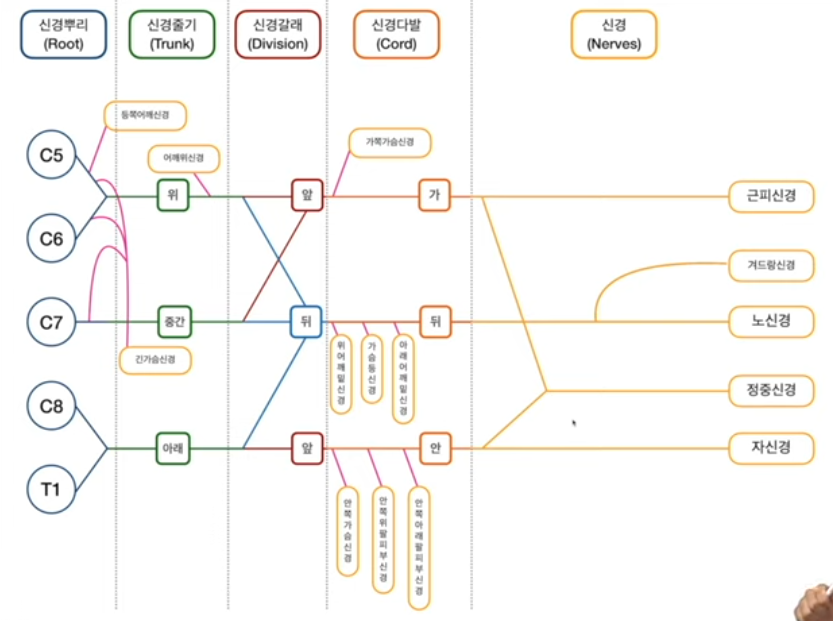 신경뿌리
(Root)
신경줄기
(Trunk)
신경갈래
(Division)
신경다발
(Cord)
신경
(Nerves)
등쪽어깨신경
가쪽가슴신경
C5
어깨위신경
위
앞
가
근피신경
C6
겨드랑신경
C7
중간
뒤
뒤
노신경
긴가슴신경
위어깨밑신경
가슴등신경
아래어깨밑신경
정중신경
C8
아래
앞
안
자신경
T1
안쪽가슴신경
안쪽위팔피부신경
안쪽아래팔피부신경